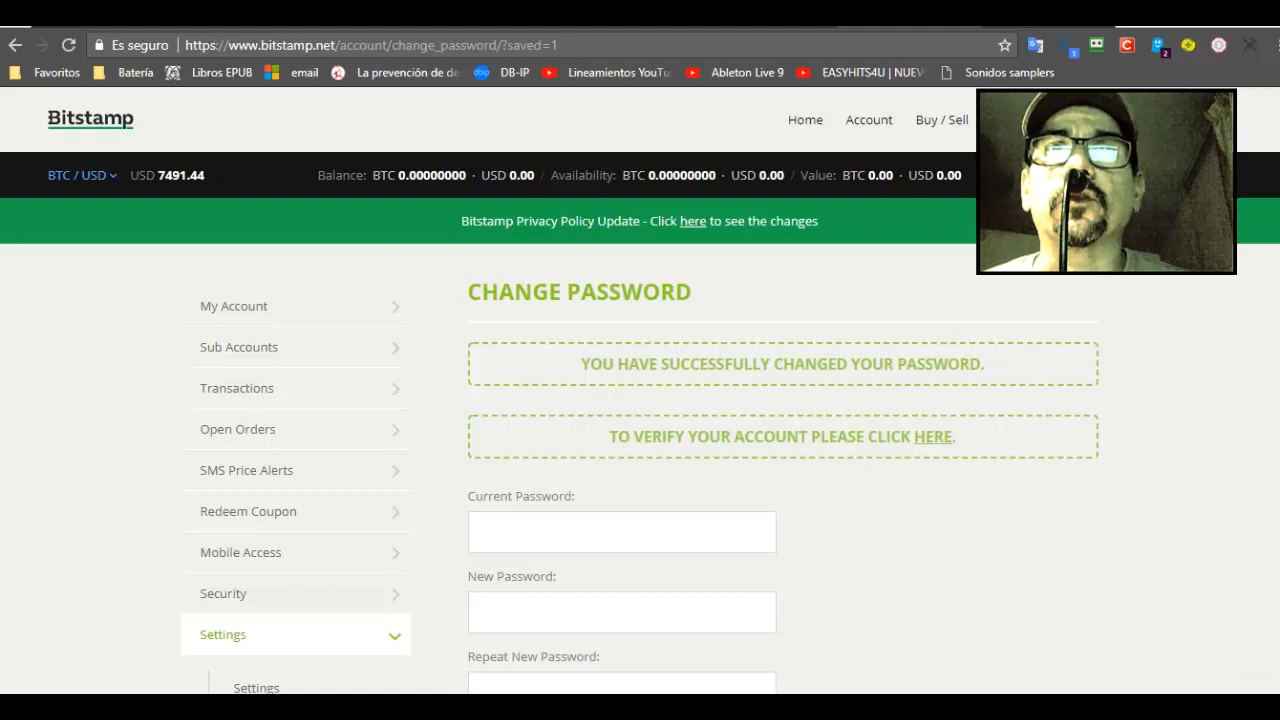 Es seguro https://www.bitstamp.net/account/change_password/?saved=1
1 2
Favoritos Batería Libros EPUB email La prevención de de DB-IP Lineamientos YouTu Ableton Live 9 EASYHITS4U | NUEV Sonidos samplers
Bitstamp
Home Account Buy / Sell
BTC / USD USD 7491.44 Balance: BTC 0.00000000 · USD 0.00 / Availability: BTC 0.00000000 · USD 0.00 / Value: BTC 0.00 · USD 0.00
Bitstamp Privacy Policy Update - Click here to see the changes
CHANGE PASSWORD
YOU HAVE SUCCESSFULLY CHANGED YOUR PASSWORD.
TO VERIFY YOUR ACCOUNT PLEASE CLICK HERE.
My Account
Sub Accounts
Transactions
Open Orders
SMS Price Alerts
Redeem Coupon
Mobile Access
Security
Settings
Settings
Current Password:
New Password:
Repeat New Password: